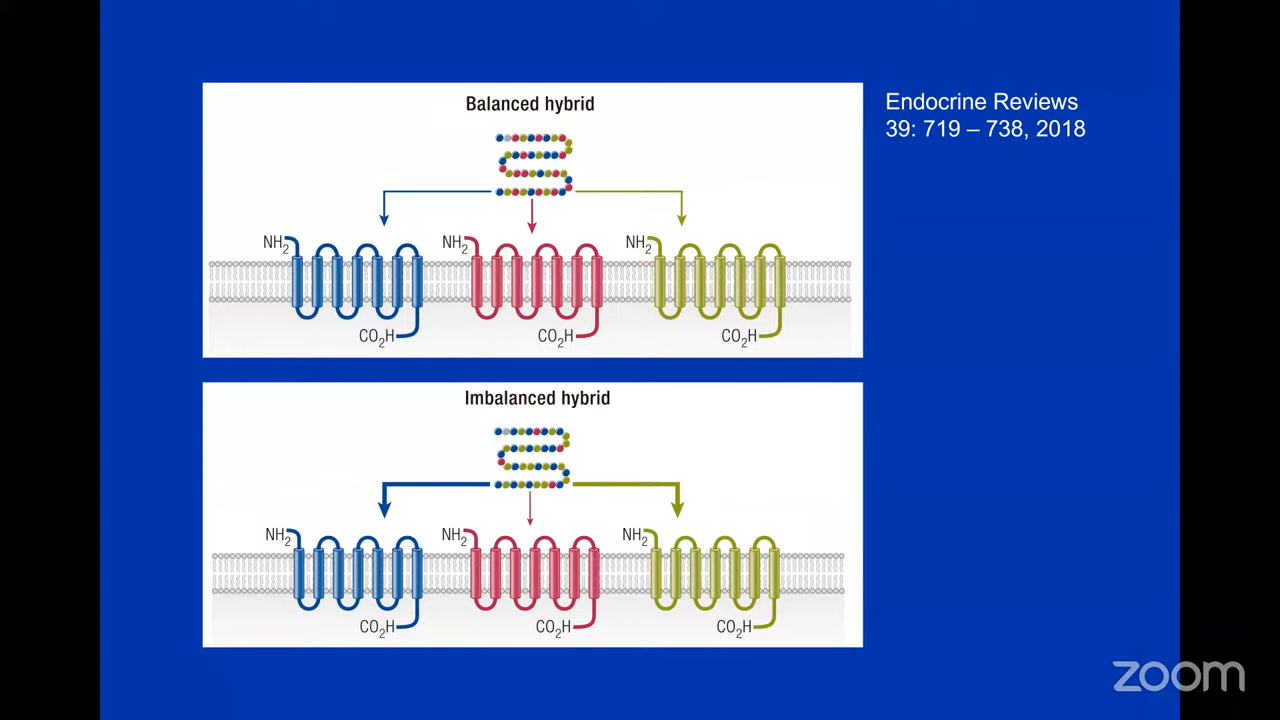 Balanced hybrid
Endocrine Reviews
39: 719 – 738, 2018
NH2 NH2 NH2
CO2H CO2H CO2H
Imbalanced hybrid
NH2 NH2 NH2
CO2H CO2H CO2H
zoom